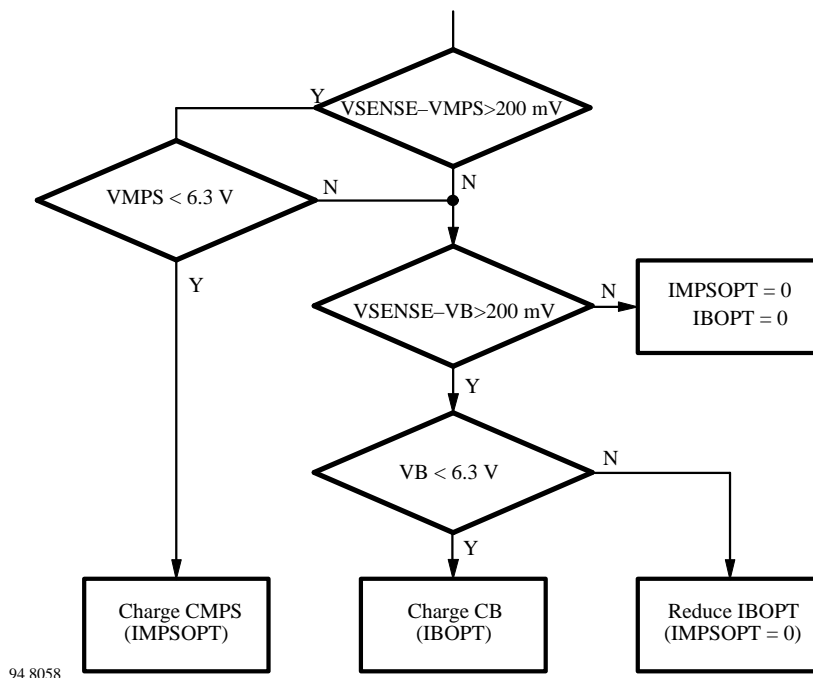 Y
VSENSE–VMPS>200 mV
VMPS < 6.3 V
N
N
Y
VSENSE–VB>200 mV
N
IMPSOPT = 0
IBOPT = 0
Y
VB < 6.3 V
N
Y
Charge CMPS
(IMPSOPT)
Charge CB
(IBOPT)
Reduce IBOPT
(IMPSOPT = 0)
94 8058